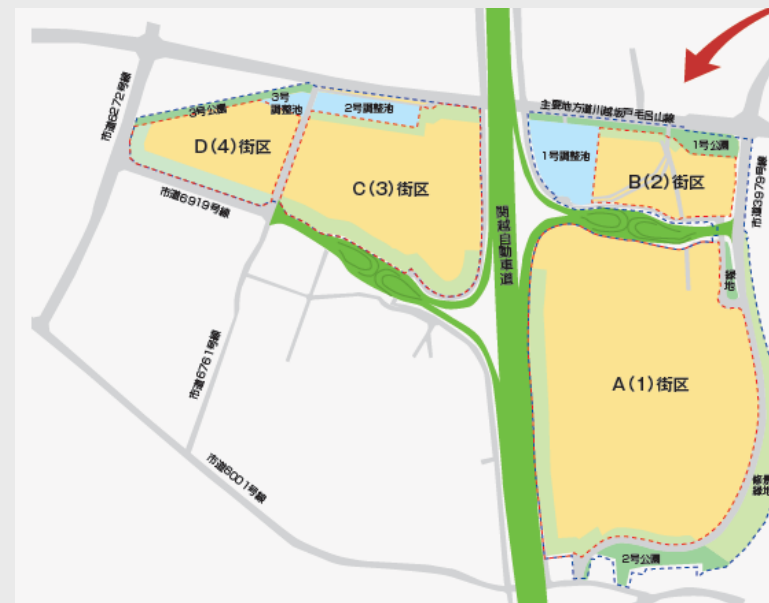 市道6272号線
3号公園
3号
調整池
2号調整池
D(4)街区
C(3)街区
市道6919号線
市道6761号線
市道6001号線
関越自動車道
主要地方道川越坂戸毛呂山線
1号公園
1号調整池
B(2)街区
市道3979号線
緑地
A(1)街区
修景
緑地
2号公園